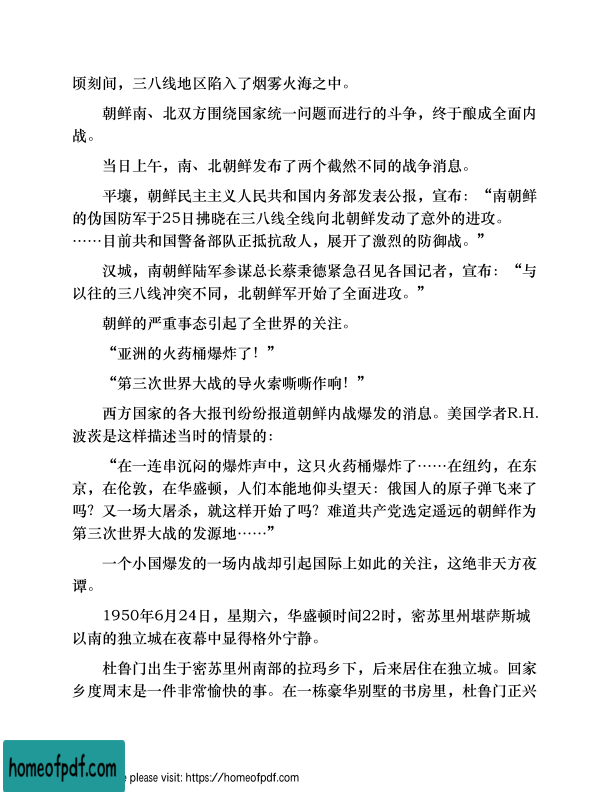 顷刻间，三八线地区陷入了烟雾火海之中。
朝鲜南、北双方围绕国家统一问题而进行的斗争，终于酿成全面内
战。
当日上午，南、北朝鲜发布了两个截然不同的战争消息。
平壤，朝鲜民主主义人民共和国内务部发表公报，宣布：“南朝鲜
的伪国防军于25日拂晓在三八线全线向北朝鲜发动了意外的进攻。
……目前共和国警备部队正抵抗敌人，展开了激烈的防御战。”
汉城，南朝鲜陆军参谋总长蔡秉德紧急召见各国记者，宣布：“与
以往的三八线冲突不同，北朝鲜军开始了全面进攻。”
朝鲜的严重事态引起了全世界的关注。
“亚洲的火药桶爆炸了！”
“第三次世界大战的导火索嘶嘶作响！”
西方国家的各大报刊纷纷报道朝鲜内战爆发的消息。美国学者R.H.
波茨是这样描述当时的情景的：
“在一连串沉闷的爆炸声中，这只火药桶爆炸了……在纽约，在东
京，在伦敦，在华盛顿，人们本能地仰头望天：俄国人的原子弹飞来了
吗？又一场大屠杀，就这样开始了吗？难道共产党选定遥远的朝鲜作为
第三次世界大战的发源地……”
一个小国爆发的一场内战却引起国际上如此的关注，这绝非天方夜
谭。
1950年6月24日，星期六，华盛顿时间22时，密苏里州堪萨斯城
以南的独立城在夜幕中显得格外宁静。
杜鲁门出生于密苏里州南部的拉玛乡下，后来居住在独立城。回家
乡度周末是一件非常愉快的事。在一栋豪华别墅的书房里，杜鲁门正兴
homeofpdf.com
please visit: https://homeofpdf.com